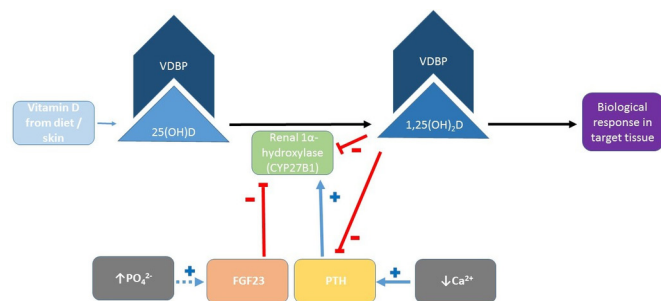 VDBP
VDBP
Vitamin D
from diet /
skin
25(OH)D
1,25(OH)₂D
Biological
response in
target tissue
Renal 1α-
hydroxylase
(CYP27B1)
-
-
-
+
↑PO₄²⁻
+
FGF23
PTH
+
↓Ca²⁺